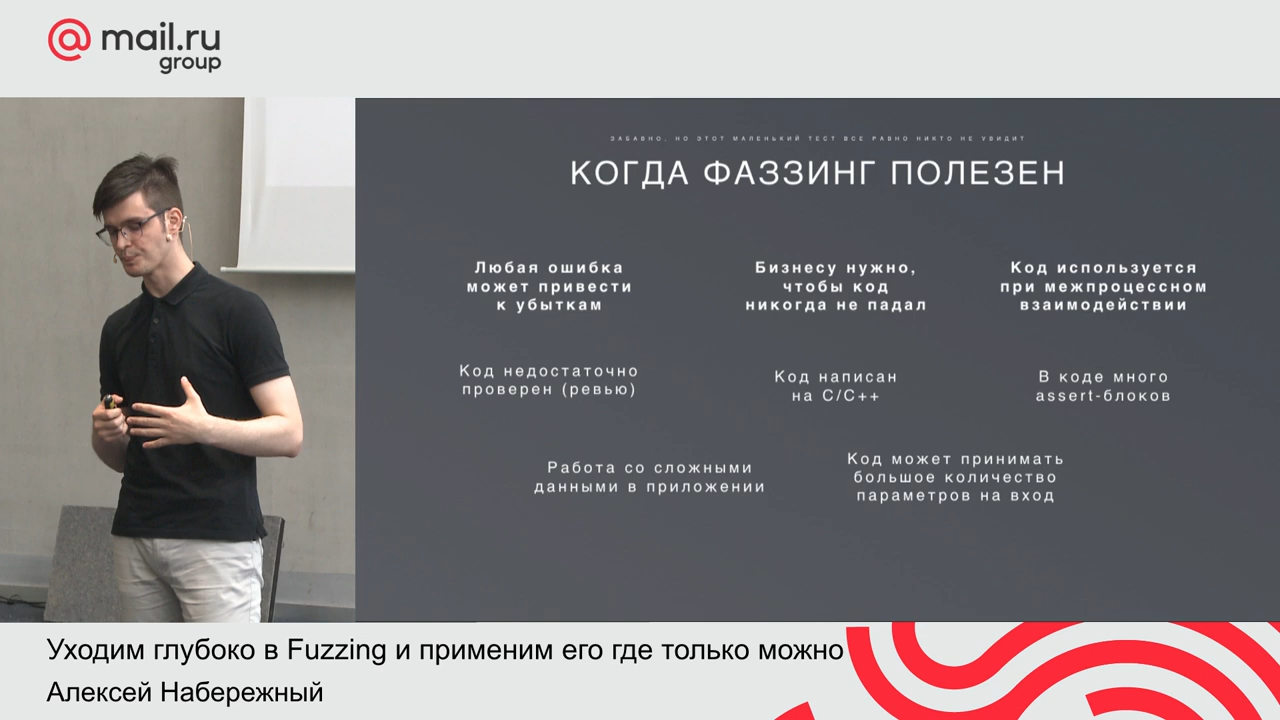 @ mail.ru
group
ЗАБАВНО, НО ЭТОТ МАЛЕНЬКИЙ ТЕСТ ВСЕ РАВНО НИКТО НЕ УВИДИТ
КОГДА ФАЗЗИНГ ПОЛЕЗЕН
Любая ошибка
может привести
к убыткам
Бизнесу нужно,
чтобы код
никогда не падал
Код используется
при межпроцессном
взаимодействии
Код недостаточно
проверен (ревью)
Код написан
на C/C++
В коде много
assert-блоков
Работа со сложными
данными в приложении
Код может принимать
большое количество
параметров на вход
Уходим глубоко в Fuzzing и применим его где только можно
Алексей Набережный